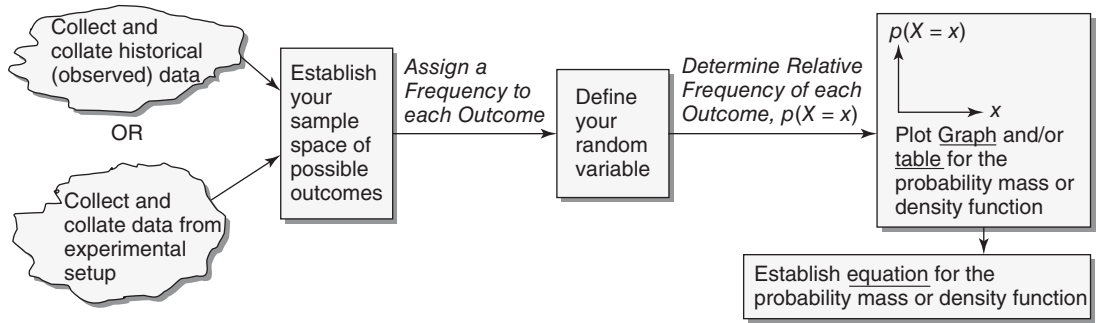 Collect and
collate historical
(observed) data
OR
Collect and
collate data from
experimental
setup
Establish
your
sample
space of
possible
outcomes
Assign a
Frequency to
each Outcome
Define
your
random
variable
Determine Relative
Frequency of each
Outcome, p(X = x)
p(X = x)
x
Plot Graph and/or
table for the
probability mass or
density function
Establish equation for the
probability mass or density function